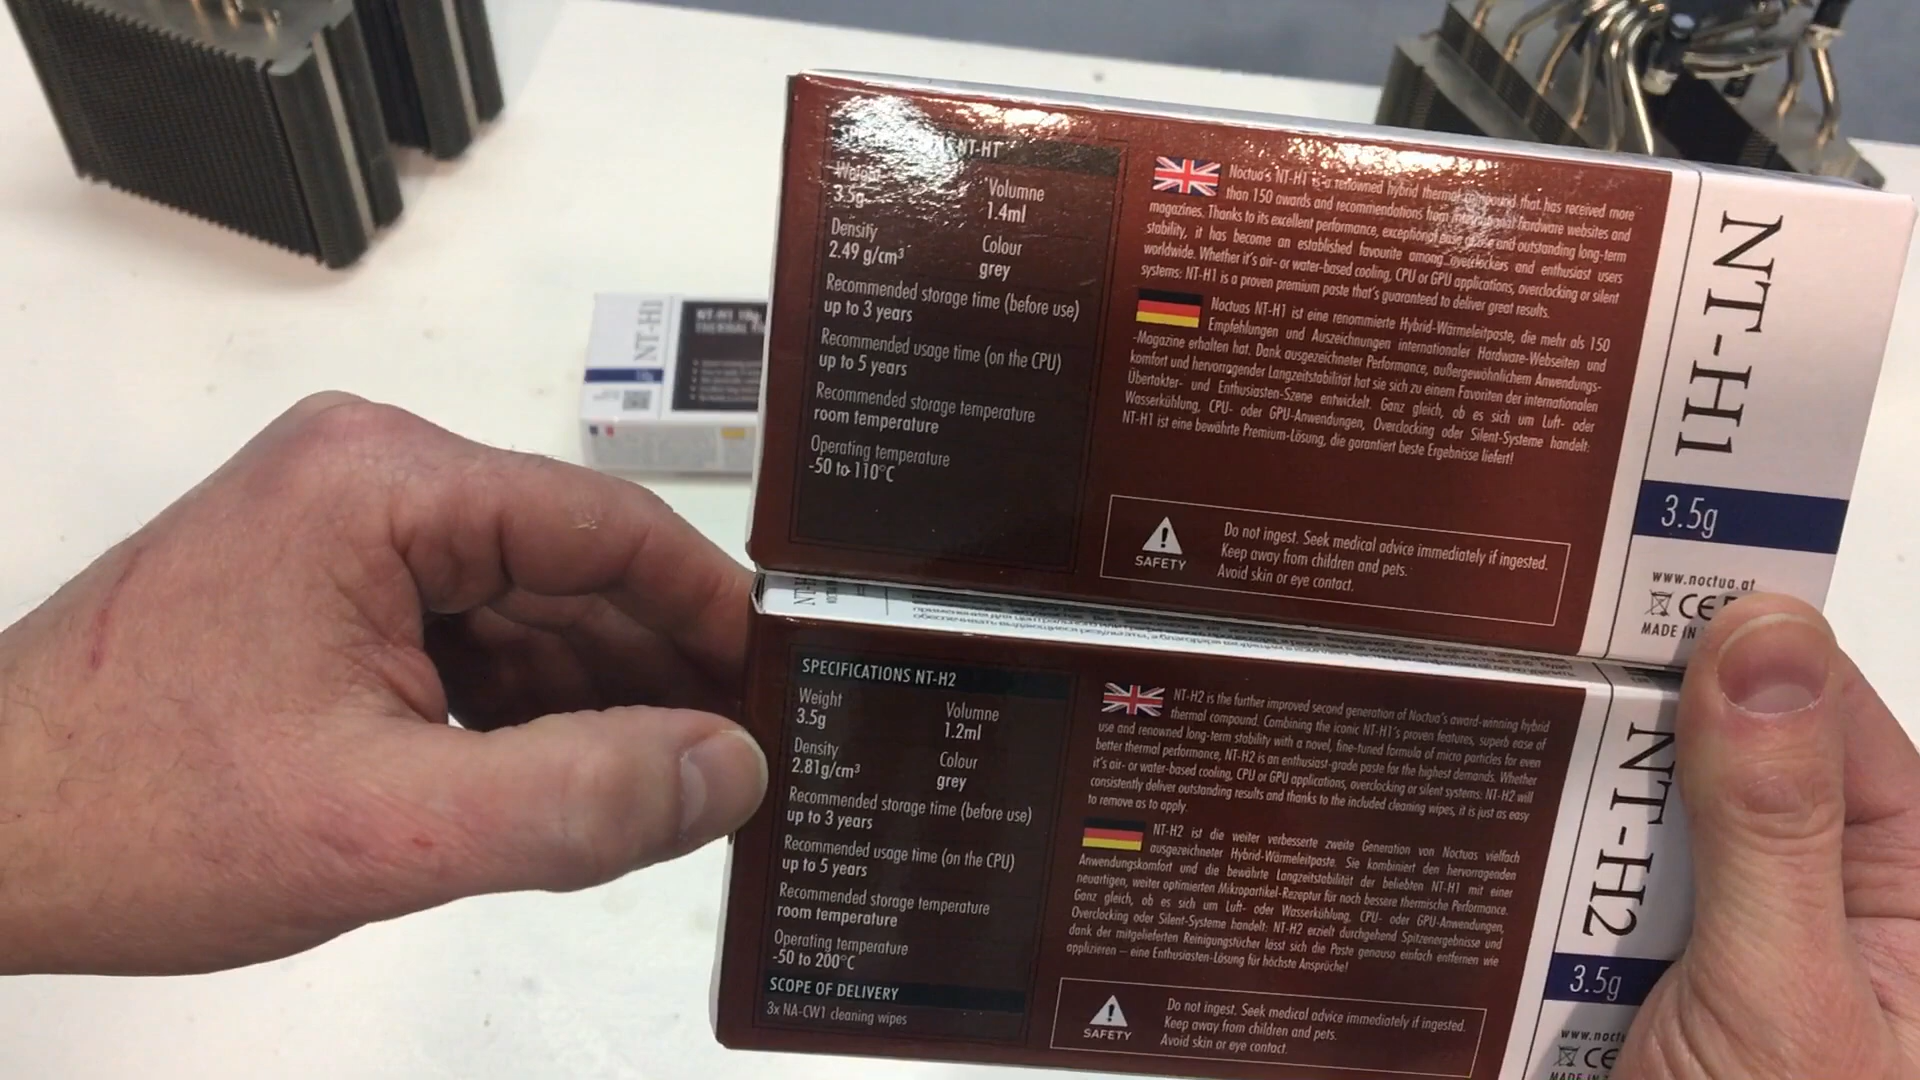 NT-H1
Weight
3.5g
Volumne
1.4ml
Density
2.49 g/cm³
Colour
grey
Recommended storage time (before use)
up to 3 years
Recommended usage time (on the CPU)
up to 5 years
Recommended storage temperature
room temperature
Operating temperature
-50 to 110°C
Noctua's NT-H1 is a renowned hybrid thermal compound that has received more
than 150 awards and recommendations from international hardware websites and
magazines. Thanks to its excellent performance, exceptional ease of use and outstanding long-term
stability, it has become an established favourite among overclockers and enthusiast users
worldwide. Whether it's air- or water-based cooling, CPU or GPU applications, overclocking or silent
systems: NT-H1 is a proven premium paste that's guaranteed to deliver great results.
Noctuas NT-H1 ist eine renommierte Hybrid-Wärmeleitpaste, die mehr als 150
Empfehlungen und Auszeichnungen internationaler Hardware-Webseiten und
-Magazine erhalten hat. Dank ausgezeichneter Performance, außergewöhnlichem Anwendungs-
komfort und hervorragender Langzeitstabilität hat sie sich zu einem Favoriten der internationalen
Übertakter- und Enthusiasten-Szene entwickelt. Ganz gleich, ob es sich um Luft- oder
Wasserkühlung, CPU- oder GPU-Anwendungen, Overclocking oder Silent-Systeme handelt:
NT-H1 ist eine bewährte Premium-Lösung, die garantiert beste Ergebnisse liefert!
SAFETY
Do not ingest. Seek medical advice immediately if ingested.
Keep away from children and pets.
Avoid skin or eye contact.
NT-H1
3.5g
www.noctua.at
CE
MADE IN
NT-H1
NT-H1
SPECIFICATIONS NT-H2
Weight
3.5g
Volumne
1.2ml
Density
2.81g/cm³
Colour
grey
Recommended storage time (before use)
up to 3 years
Recommended usage time (on the CPU)
up to 5 years
Recommended storage temperature
room temperature
Operating temperature
-50 to 200°C
SCOPE OF DELIVERY
3x NA-CW1 cleaning wipes
NT-H2 is the further improved second generation of Noctua's award-winning hybrid
thermal compound. Combining the iconic NT-H1's proven features, superb ease of
use and renowned long-term stability with a novel, fine-tuned formula of micro particles for even
better thermal performance, NT-H2 is an enthusiast-grade paste for the highest demands. Whether
it's air- or water-based cooling, CPU or GPU applications, overclocking or silent systems: NT-H2 will
consistently deliver outstanding results and thanks to the included cleaning wipes, it is just as easy
to remove as to apply.
NT-H2 ist die weiter verbesserte zweite Generation von Noctuas vielfach
ausgezeichneter Hybrid-Wärmeleitpaste. Sie kombiniert den hervorragenden
Anwendungskomfort und die bewährte Langzeitstabilität der beliebten NT-H1 mit einer
neuartigen, weiter optimierten Mikropartikel-Rezeptur für noch bessere thermische Performance.
Ganz gleich, ob es sich um Luft- oder Wasserkühlung, CPU- oder GPU-Anwendungen,
Overclocking oder Silent-Systeme handelt: NT-H2 erzielt durchgehend Spitzenergebnisse und
dank der mitgelieferten Reinigungstücher lässt sich die Paste genauso einfach entfernen wie
applizieren – eine Enthusiasten-Lösung für höchste Ansprüche!
SAFETY
Do not ingest. Seek medical advice immediately if ingested.
Keep away from children and pets.
Avoid skin or eye contact.
NT-H2
3.5g
CE
MADE IN